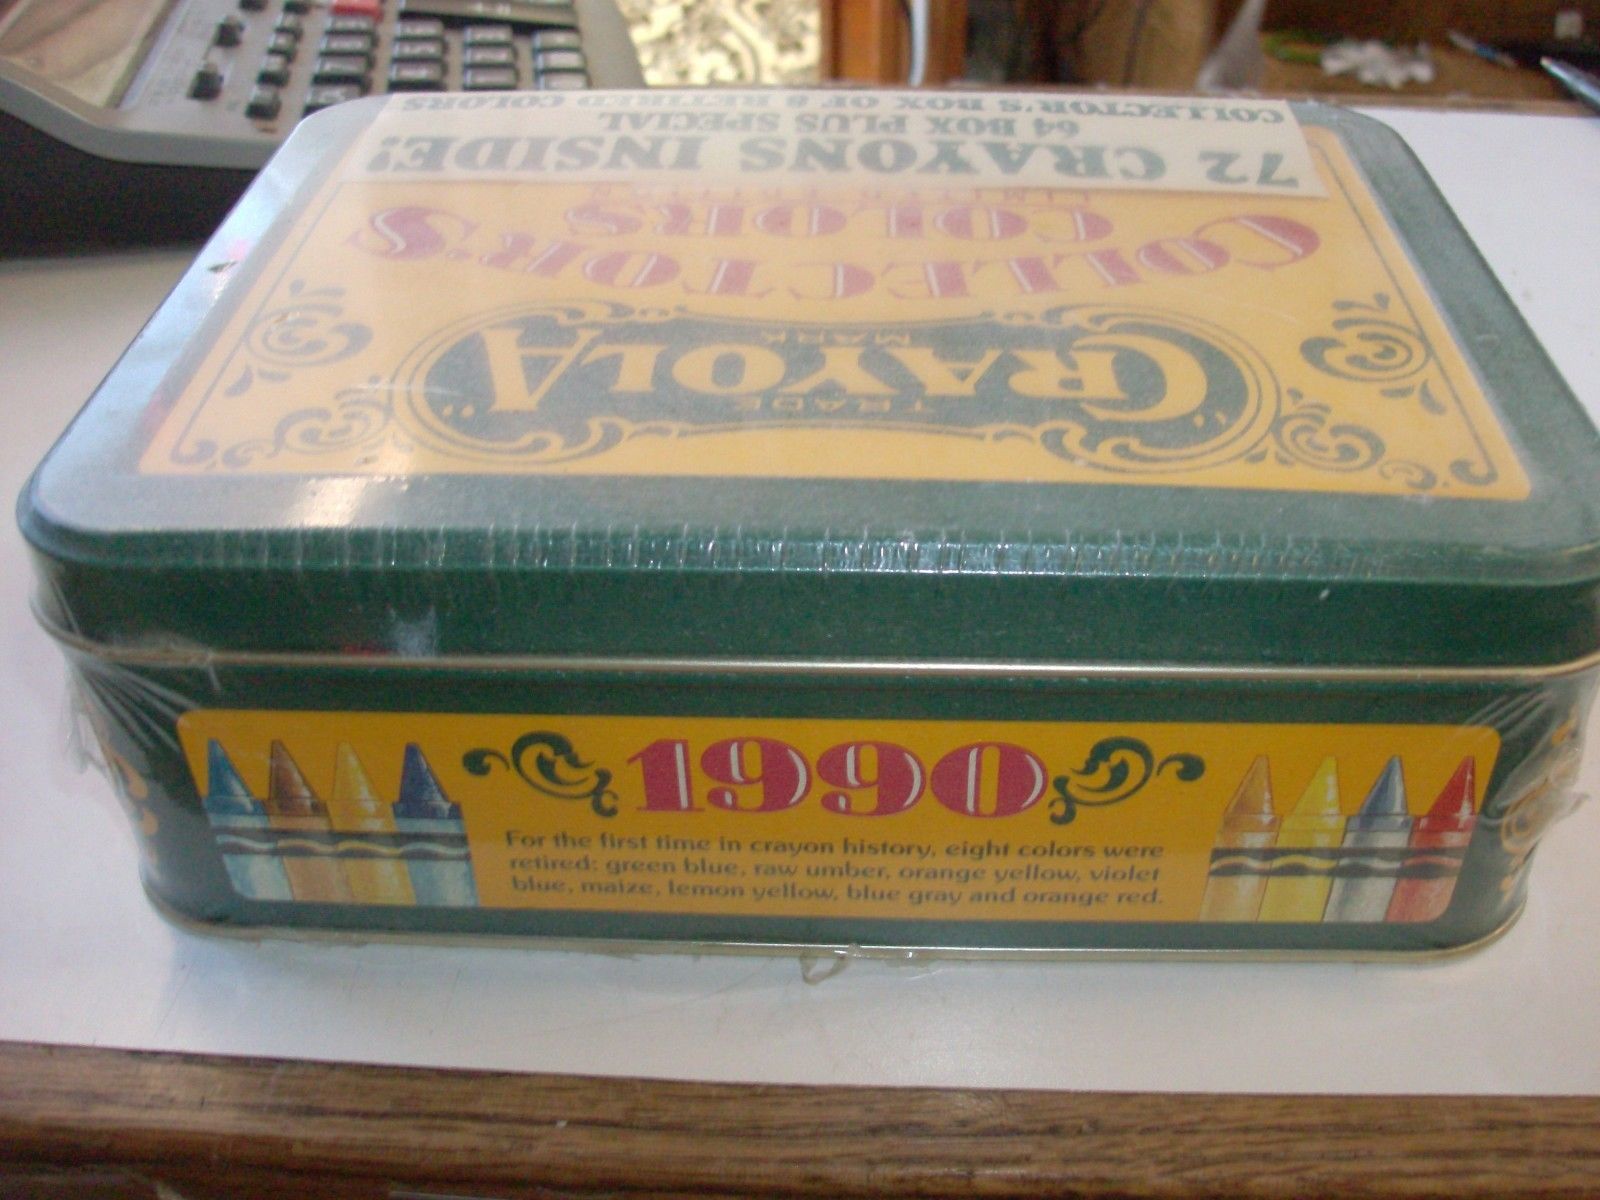 COLLECTOR'S BOX OF 8 RETIRED COLORS
64 BOX PLUS SPECIAL
72 CRAYONS INSIDE!
LIMITED EDITION
COLORS
COLLECTOR'S
MARK
CRAYOLA
TRADE
1990
For the first time in crayon history, eight colors were
retired: green blue, raw umber, orange yellow, violet
blue, maize, lemon yellow, blue gray and orange red.